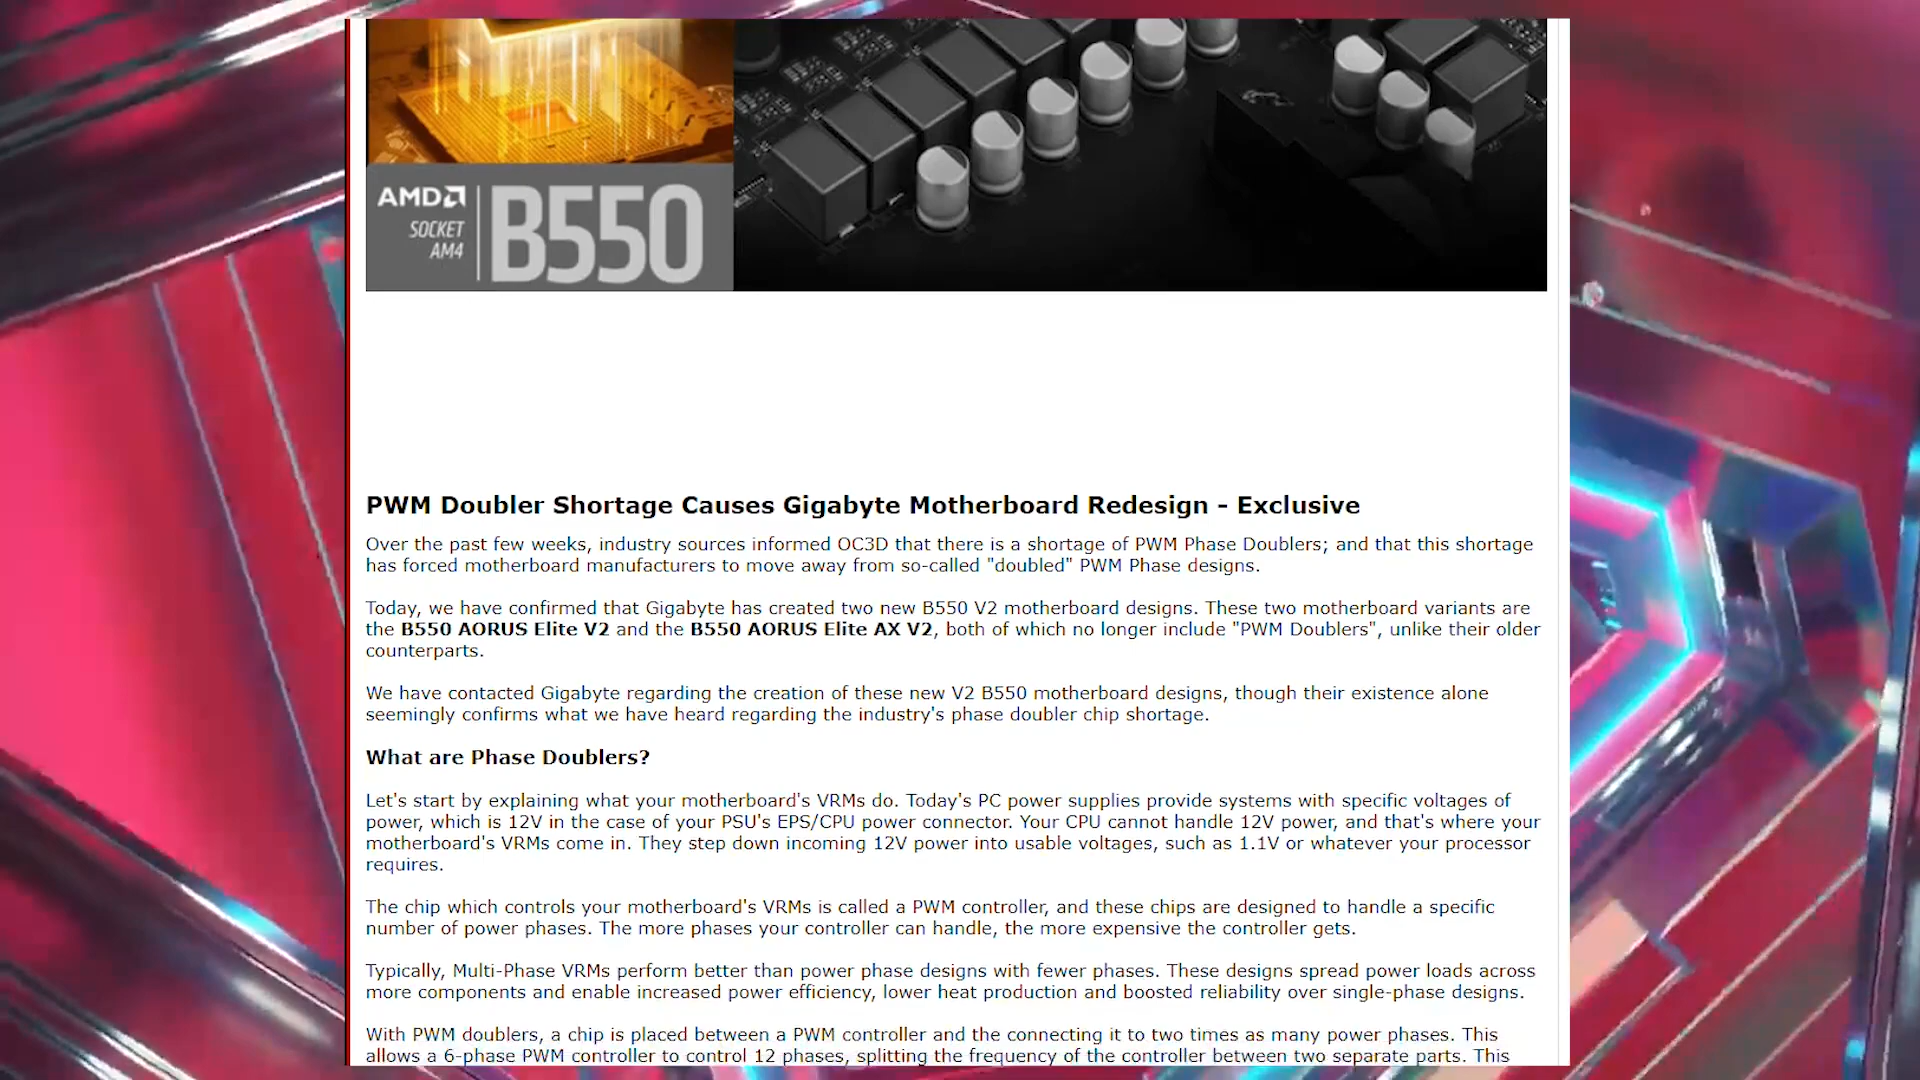 AMD
SOCKET
AM4
B550
PWM Doubler Shortage Causes Gigabyte Motherboard Redesign - Exclusive
Over the past few weeks, industry sources informed OC3D that there is a shortage of PWM Phase Doublers; and that this shortage
has forced motherboard manufacturers to move away from so-called "doubled" PWM Phase designs.
Today, we have confirmed that Gigabyte has created two new B550 V2 motherboard designs. These two motherboard variants are
the B550 AORUS Elite V2 and the B550 AORUS Elite AX V2, both of which no longer include "PWM Doublers", unlike their older
counterparts.
We have contacted Gigabyte regarding the creation of these new V2 B550 motherboard designs, though their existence alone
seemingly confirms what we have heard regarding the industry's phase doubler chip shortage.
What are Phase Doublers?
Let's start by explaining what your motherboard's VRMs do. Today's PC power supplies provide systems with specific voltages of
power, which is 12V in the case of your PSU's EPS/CPU power connector. Your CPU cannot handle 12V power, and that's where your
motherboard's VRMs come in. They step down incoming 12V power into usable voltages, such as 1.1V or whatever your processor
requires.
The chip which controls your motherboard's VRMs is called a PWM controller, and these chips are designed to handle a specific
number of power phases. The more phases your controller can handle, the more expensive the controller gets.
Typically, Multi-Phase VRMs perform better than power phase designs with fewer phases. These designs spread power loads across
more components and enable increased power efficiency, lower heat production and boosted reliability over single-phase designs.
With PWM doublers, a chip is placed between a PWM controller and the connecting it to two times as many power phases. This
allows a 6-phase PWM controller to control 12 phases, splitting the frequency of the controller between two separate parts. This